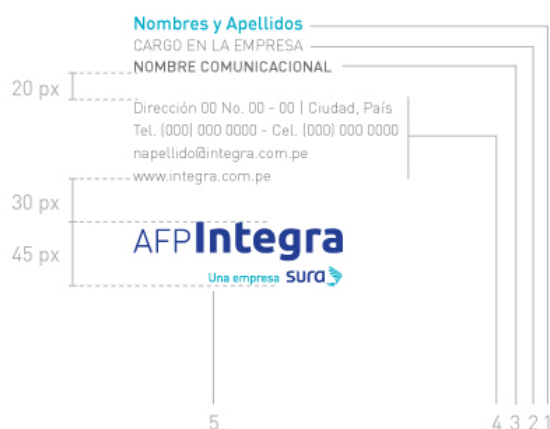 Nombres y Apellidos
CARGO EN LA EMPRESA
NOMBRE COMUNICACIONAL
20 px
Dirección 00 No. 00 - 00 | Ciudad, País
Tel. (000) 000 0000 - Cel. (000) 000 0000
napellido@integra.com.pe
www.integra.com.pe
30 px
AFPIntegra
45 px
Una empresa sura
5
4 3 2 1